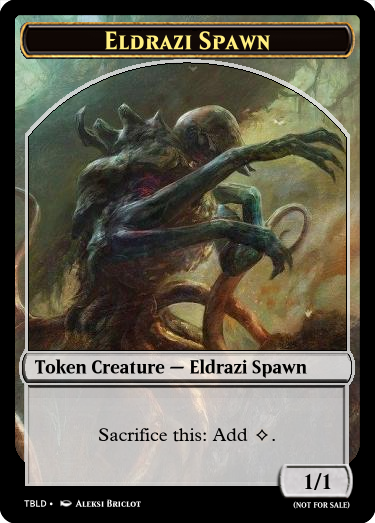 Eldrazi Spawn
Token Creature — Eldrazi Spawn
Sacrifice this: Add ⟡.
1/1
TBLD • Aleksi Briclot
(NOT FOR SALE)